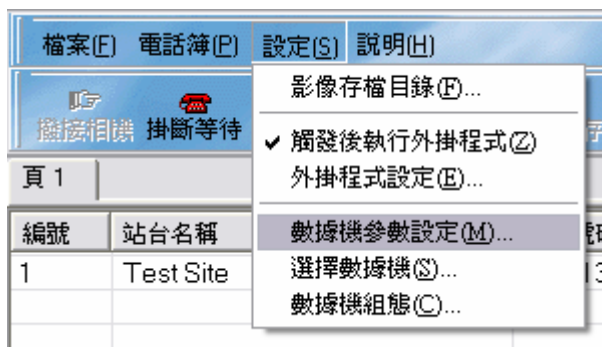 檔案(F) 電話簿(P) 設定(S) 說明(H)
影像存檔目錄(F)...
撥接相機 掛斷等待
✓ 觸發後執行外掛程式(Z)
外掛程式設定(E)...
頁 1
數據機參數設定(M)...
編號 站台名稱
選擇數據機(S)...
1 Test Site
數據機組態(C)...